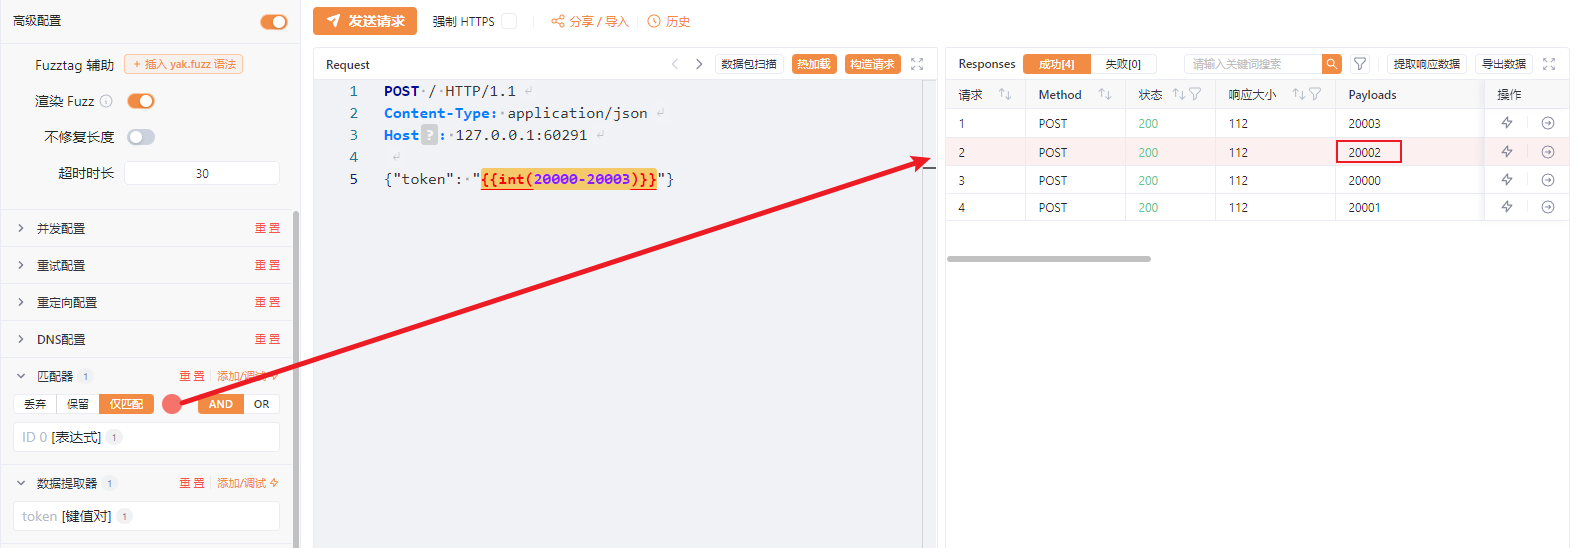 高级配置
Fuzztag 辅助
+ 插入 yak.fuzz 语法
渲染 Fuzz
不修复长度
超时时长
30
并发配置
重置
重试配置
重置
重定向配置
重置
DNS配置
重置
匹配器 1
重置
添加/调试
丢弃 保留 仅匹配
AND OR
ID 0 [表达式] 1
数据提取器 1
重置
添加/调试
token [键值对] 1
发送请求
强制 HTTPS
分享 / 导入
历史
Request
数据包扫描
热加载
构造请求
1 POST / HTTP/1.1
2 Content-Type: application/json
3 Host ? : 127.0.0.1:60291
4
5 {"token": "{{int(20000-20003)}}"}
Responses
成功[4] 失败[0]
请输入关键词搜索
提取响应数据
导出数据
请求 Method 状态 响应大小 Payloads 操作
1 POST 200 112 20003
2 POST 200 112 20002
3 POST 200 112 20000
4 POST 200 112 20001